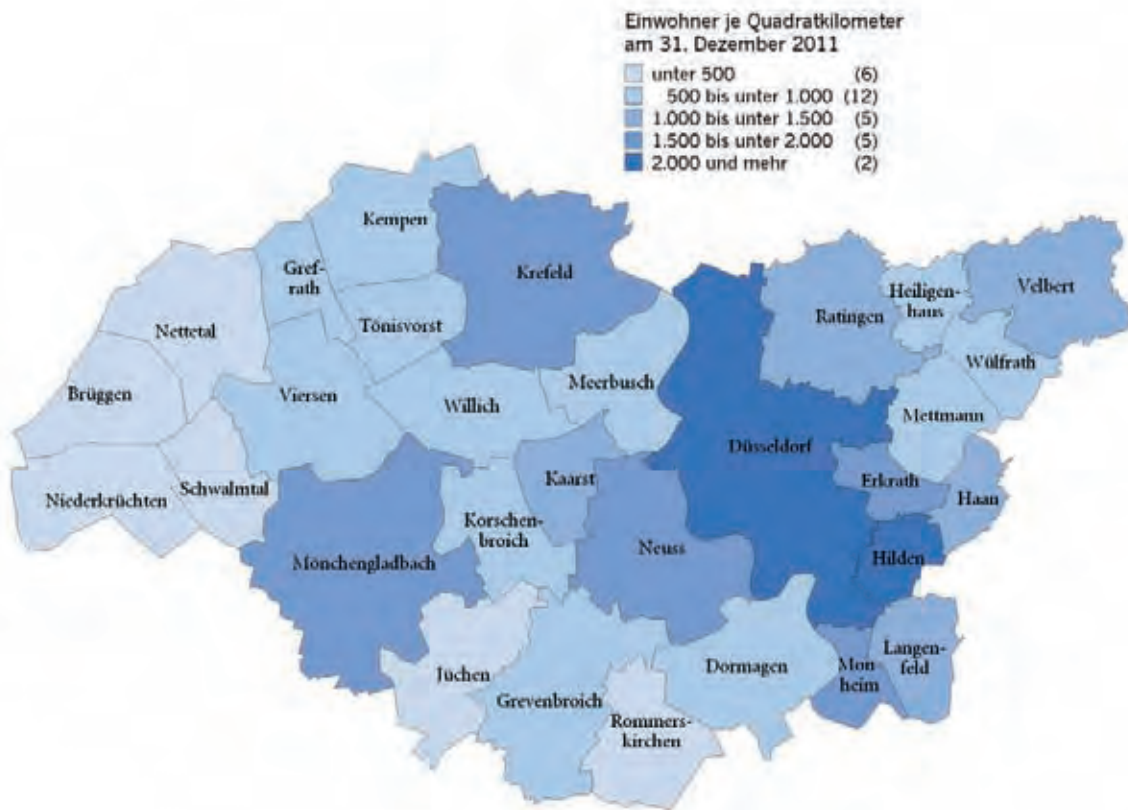 Einwohner je Quadratkilometer
am 31. Dezember 2011
unter 500 (6)
500 bis unter 1.000 (12)
1.000 bis unter 1.500 (5)
1.500 bis unter 2.000 (5)
2.000 und mehr (2)
Kempen
Gref-
rath
Krefeld
Nettetal
Tönisvorst
Ratingen
Heiligen-
haus
Velbert
Wülfrath
Brüggen
Viersen
Willich
Meerbusch
Mettmann
Düsseldorf
Niederkrüchten
Schwalmtal
Kaarst
Erkrath
Haan
Korschen-
broich
Mönchengladbach
Neuss
Hilden
Jüchen
Grevenbroich
Dormagen
Mon
heim
Langen-
feld
Rommers-
kirchen